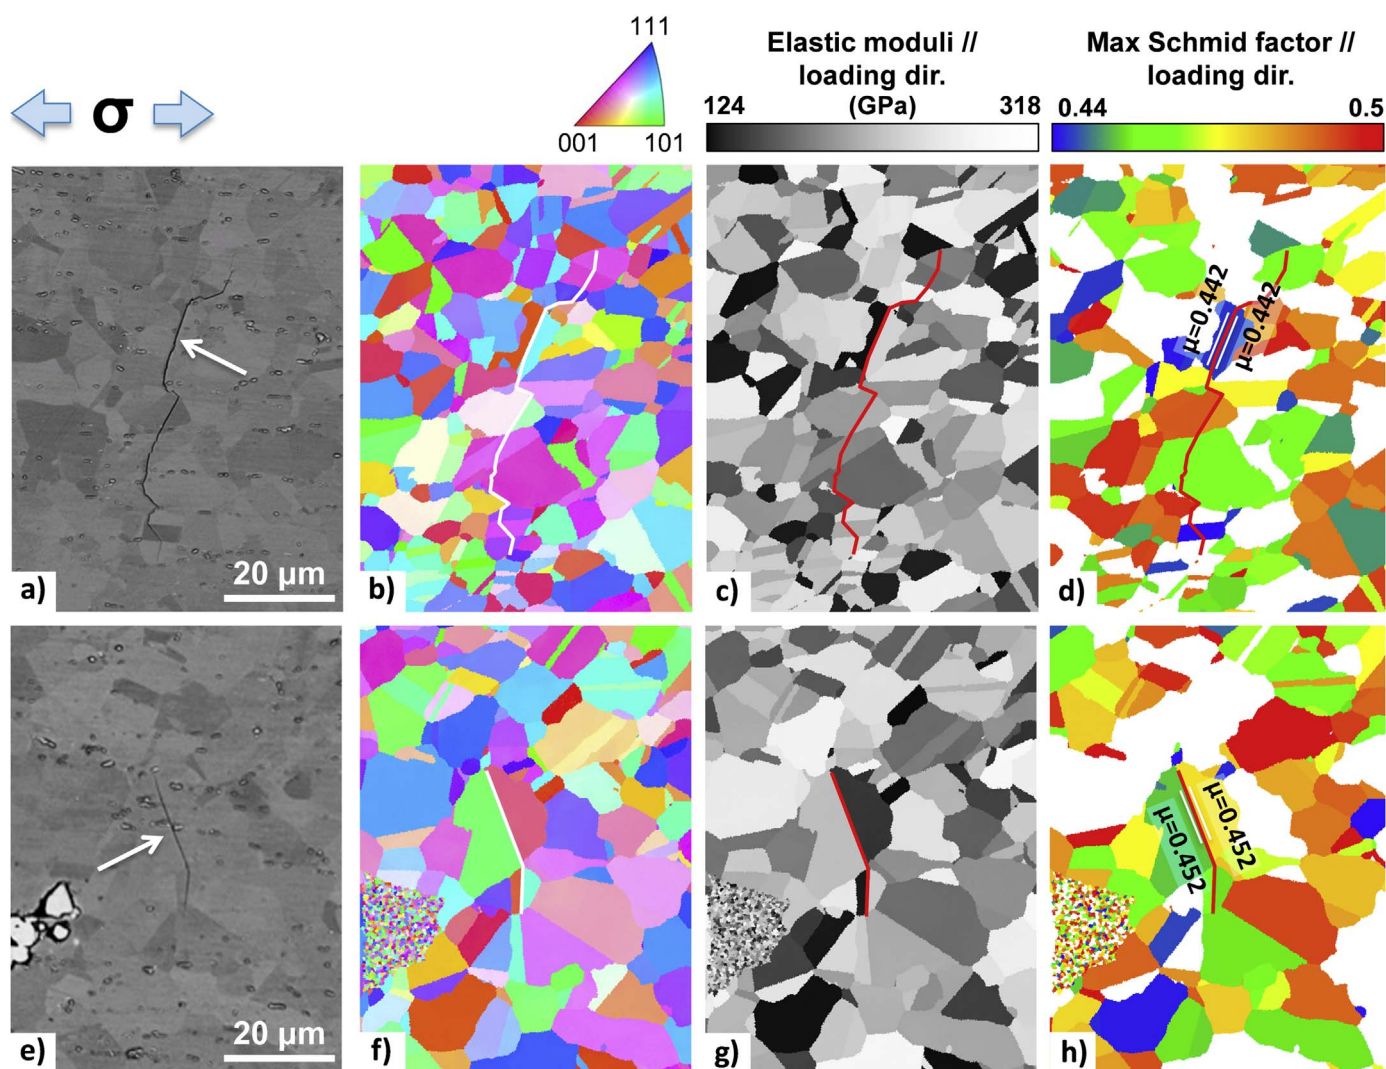 σ
111
001
101
Elastic moduli //
loading dir.
(GPa)
124
318
Max Schmid factor //
loading dir.
0.44
0.5
a)
20 µm
b)
c)
μ=0.442
μ=0.442
d)
e)
20 µm
f)
g)
μ=0.452
μ=0.452
h)